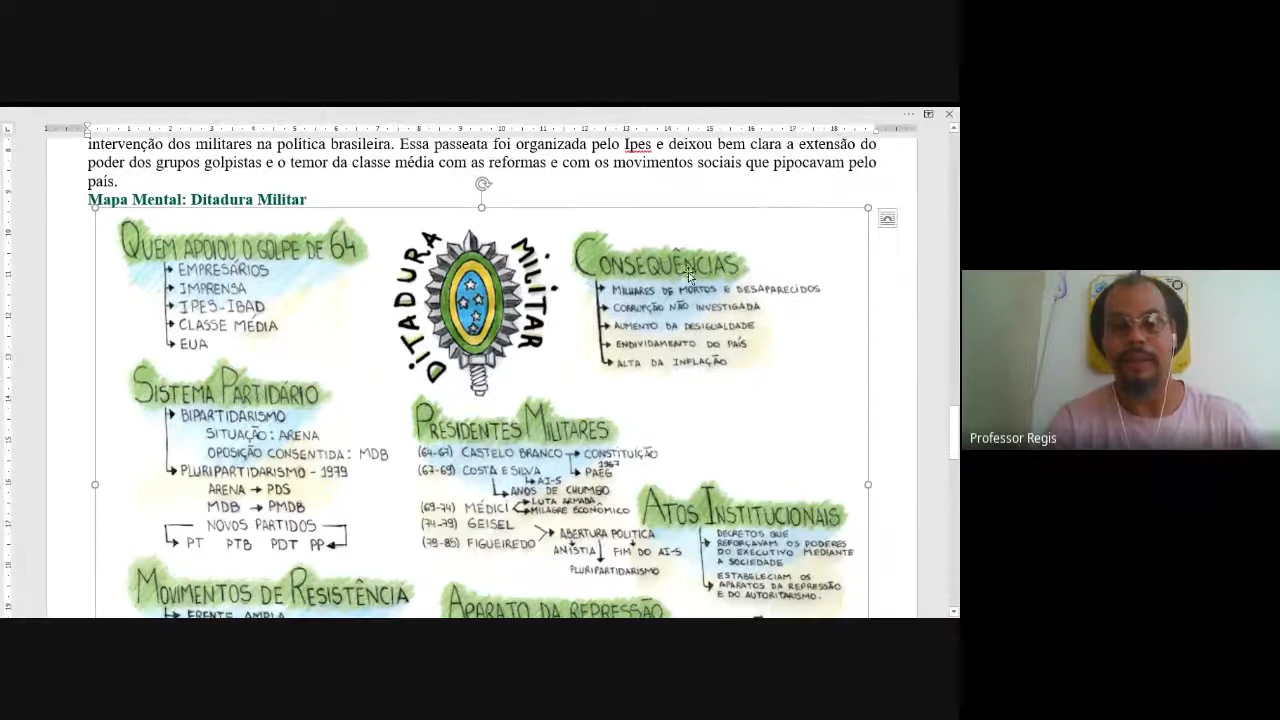 intervenção dos militares na política brasileira. Essa passeata foi organizada pelo Ipes e deixou bem clara a extensão do
poder dos grupos golpistas e o temor da classe média com as reformas e com os movimentos sociais que pipocavam pelo
país.
Mapa Mental: Ditadura Militar
QUEM APOIOU O GOLPE DE 64
EMPRESÁRIOS
IMPRENSA
IPES-IBAD
CLASSE MÉDIA
EUA
DITADURA MILITAR
CONSEQUÊNCIAS
MILHARES DE MORTOS E DESAPARECIDOS
CORRUPÇÃO NÃO INVESTIGADA
AUMENTO DA DESIGUALDADE
ENDIVIDAMENTO DO PAÍS
ALTA DA INFLAÇÃO
SISTEMA PARTIDÁRIO
BIPARTIDARISMO
SITUAÇÃO: ARENA
OPOSIÇÃO CONSENTIDA: MDB
PLURIPARTIDARISMO - 1979
ARENA → PDS
MDB → PMDB
NOVOS PARTIDOS
PT PTB PDT PP
PRESIDENTES MILITARES
(64-67) CASTELO BRANCO → CONSTITUIÇÃO
1967
(67-69) COSTA E SILVA PAEG
AI-5
ANOS DE CHUMBO
LUTA ARMADA
(69-74) MÉDICI MILAGRE ECONÔMICO
(74-79) GEISEL
ABERTURA POLÍTICA
(79-85) FIGUEIREDO
ANISTIA FIM DO AI-5
PLURIPARTIDARISMO
ATOS INSTITUCIONAIS
DECRETOS QUE
REFORÇAVAM OS PODERES
DO EXECUTIVO MEDIANTE
A SOCIEDADE
ESTABELECIAM OS
APARATOS DA REPRESSÃO
E DO AUTORITARISMO.
MOVIMENTOS DE RESISTÊNCIA
FRENTE AMPLA
APARATO DA REPRESSÃO
Professor Regis